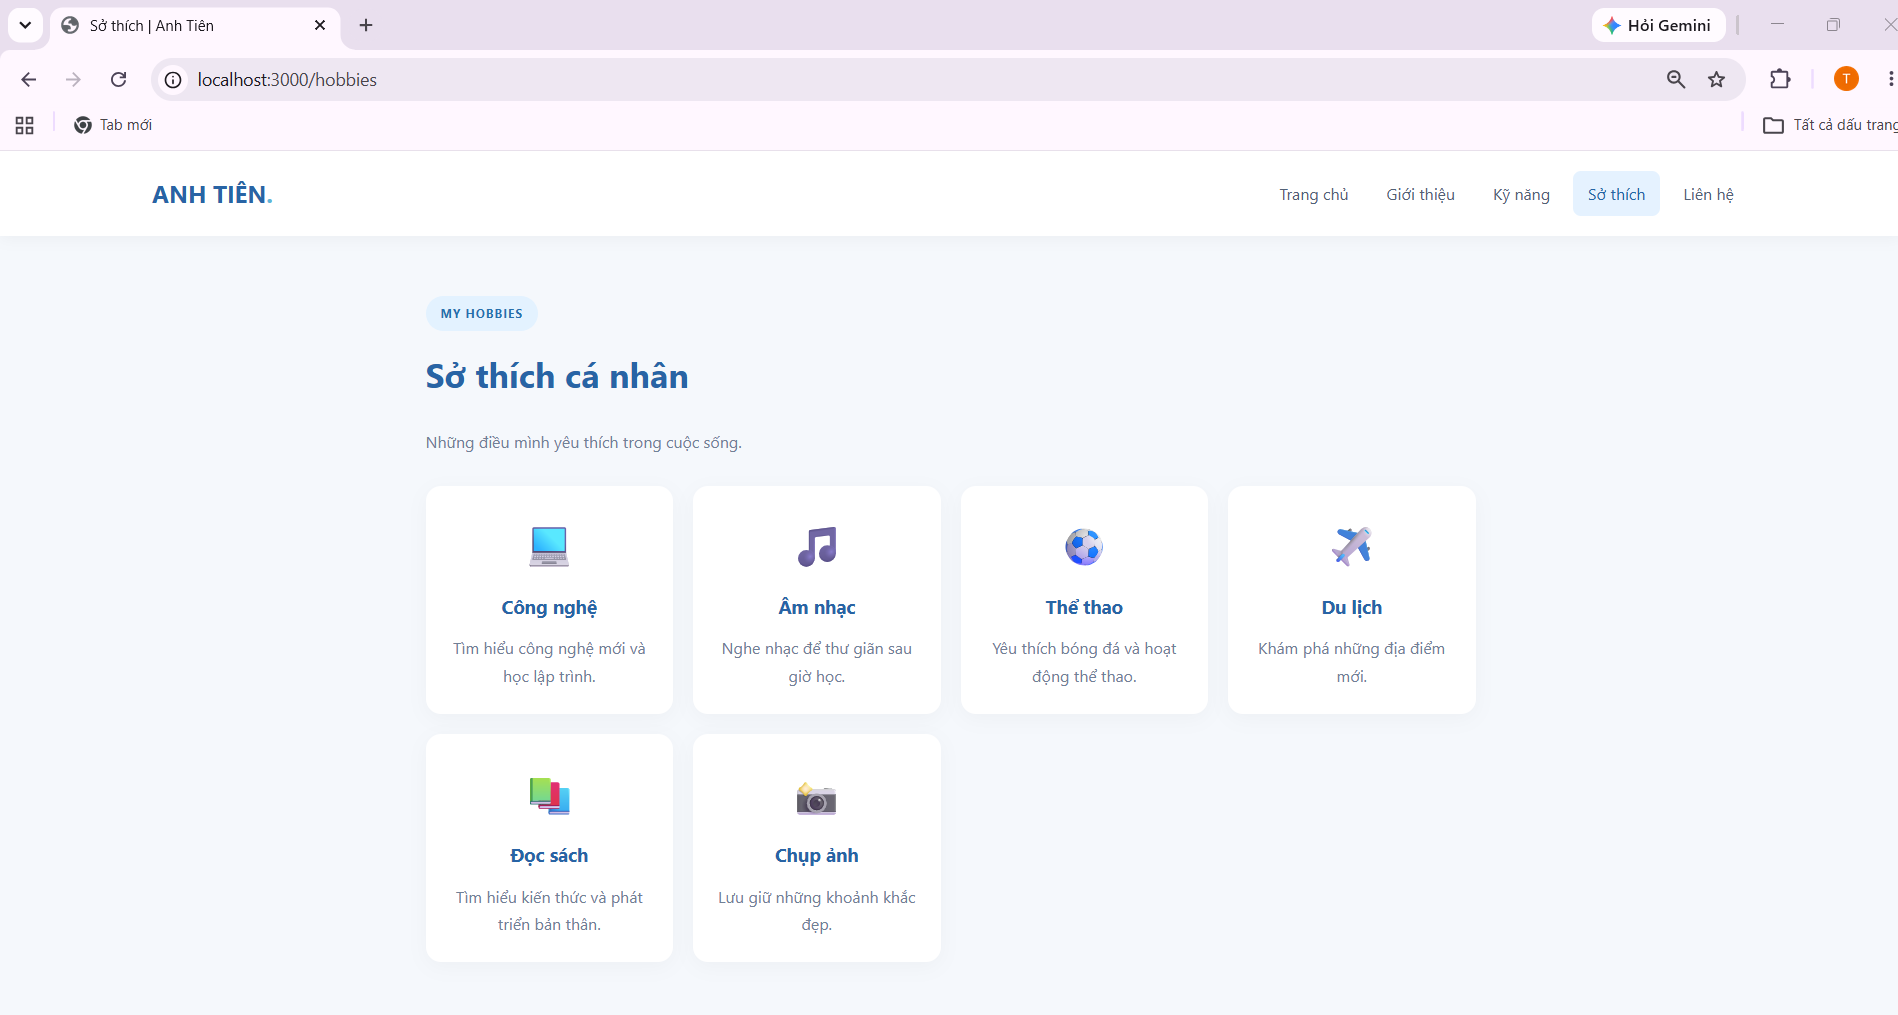 Sở thích | Anh Tiên
Hỏi Gemini
localhost:3000/hobbies
T
Tab mới
Tất cả dấu trang
ANH TIÊN.
Trang chủ
Giới thiệu
Kỹ năng
Sở thích
Liên hệ
MY HOBBIES
Sở thích cá nhân
Những điều mình yêu thích trong cuộc sống.
Công nghệ
Tìm hiểu công nghệ mới và
học lập trình.
Âm nhạc
Nghe nhạc để thư giãn sau
giờ học.
Thể thao
Yêu thích bóng đá và hoạt
động thể thao.
Du lịch
Khám phá những địa điểm
mới.
Đọc sách
Tìm hiểu kiến thức và phát
triển bản thân.
Chụp ảnh
Lưu giữ những khoảnh khắc
đẹp.